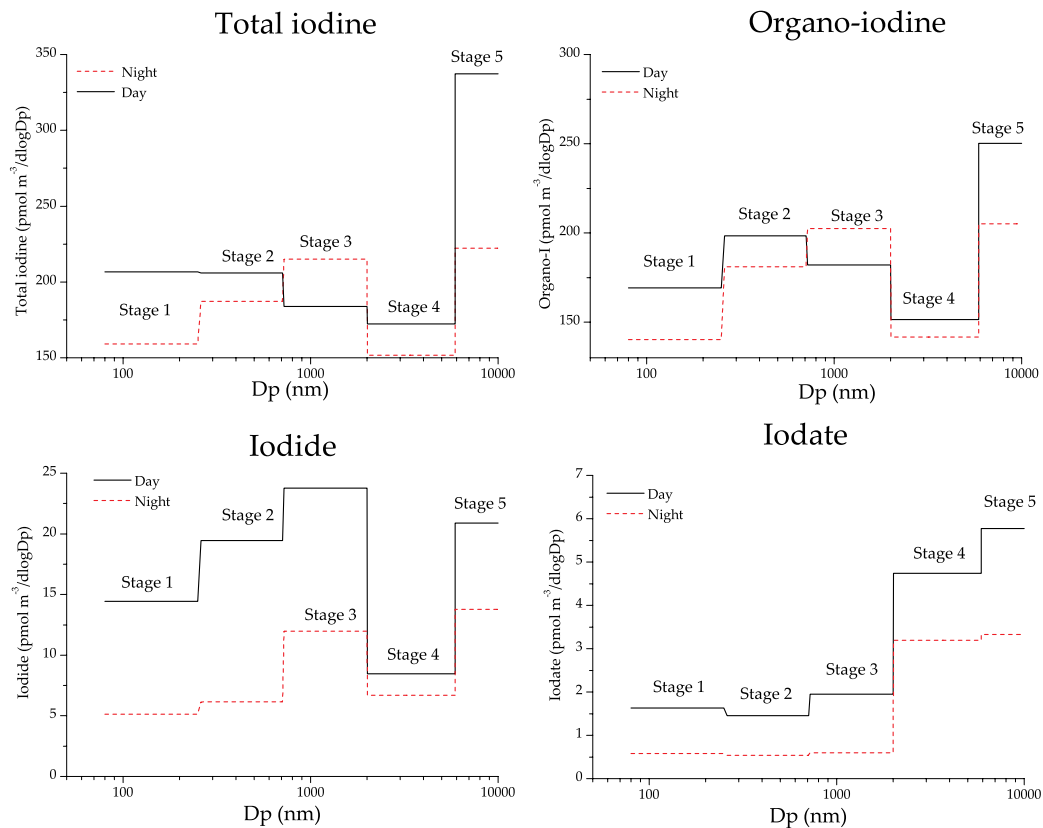 Total iodine
Total iodine (pmol m⁻³/dlogDp)
350
300
250
200
150
Night
Day
Stage 1
Stage 2
Stage 3
Stage 4
Stage 5
100
1000
10000
Dp (nm)
Organo-iodine
Organo-I (pmol m⁻³/dlogDp)
300
250
200
150
Day
Night
Stage 1
Stage 2
Stage 3
Stage 4
Stage 5
100
1000
10000
Dp (nm)
Iodide
Iodide (pmol m⁻³/dlogDp)
25
20
15
10
5
0
Day
Night
Stage 1
Stage 2
Stage 3
Stage 4
Stage 5
100
1000
10000
Dp (nm)
Iodate
Iodate (pmol m⁻³/dlogDp)
7
6
5
4
3
2
1
0
Day
Night
Stage 1
Stage 2
Stage 3
Stage 4
Stage 5
100
1000
10000
Dp (nm)